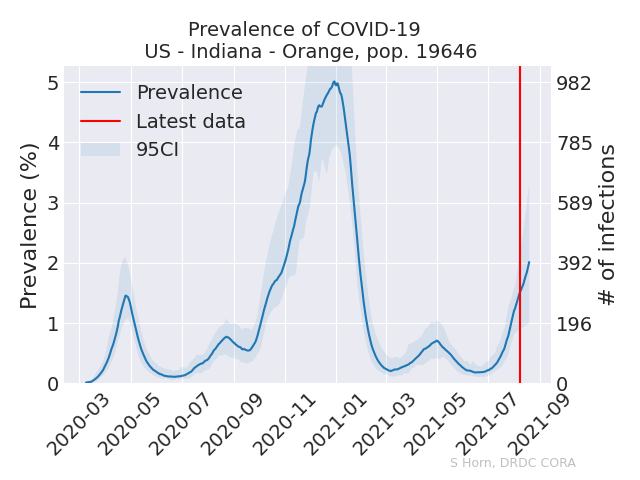 Prevalence of COVID-19
US - Indiana - Orange, pop. 19646
Prevalence
Latest data
95CI
Prevalence (%)
5
4
3
2
1
0
# of infections
982
785
589
392
196
0
2020-03
2020-05
2020-07
2020-09
2020-11
2021-01
2021-03
2021-05
2021-07
2021-09
S Horn, DRDC CORA